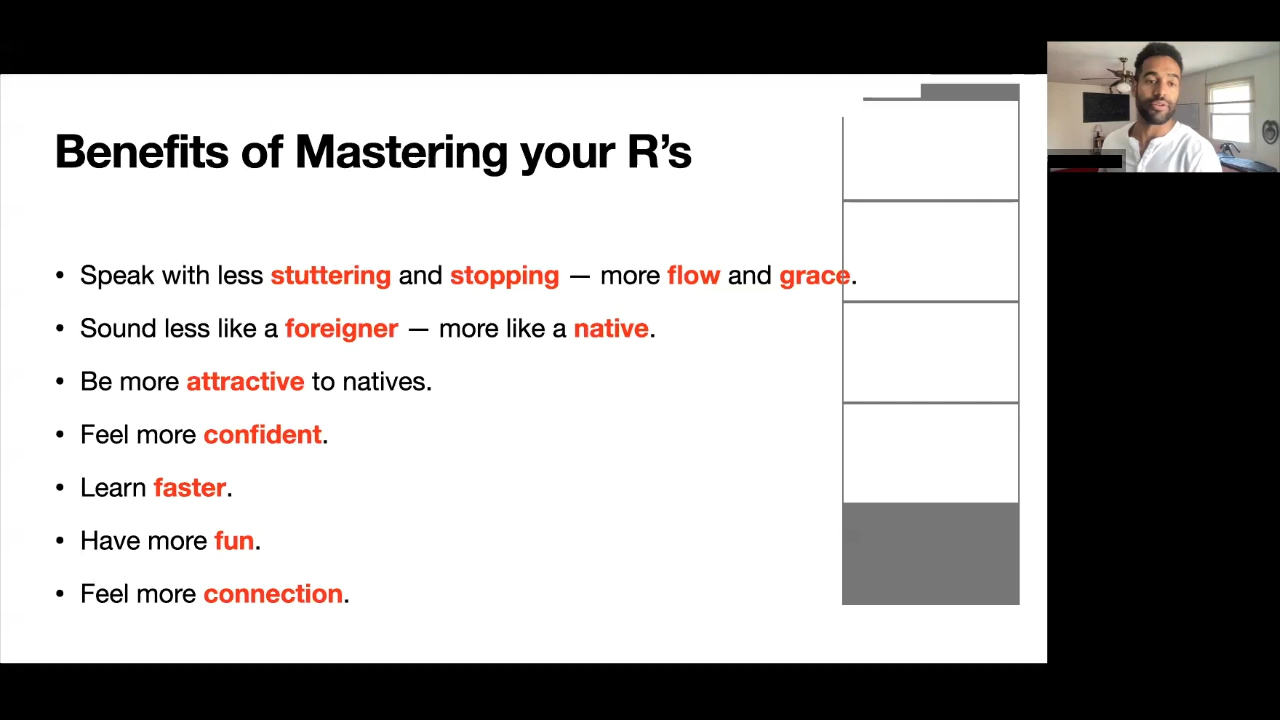 Benefits of Mastering your R’s
• Speak with less stuttering and stopping — more flow and grace.
• Sound less like a foreigner — more like a native.
• Be more attractive to natives.
• Feel more confident.
• Learn faster.
• Have more fun.
• Feel more connection.